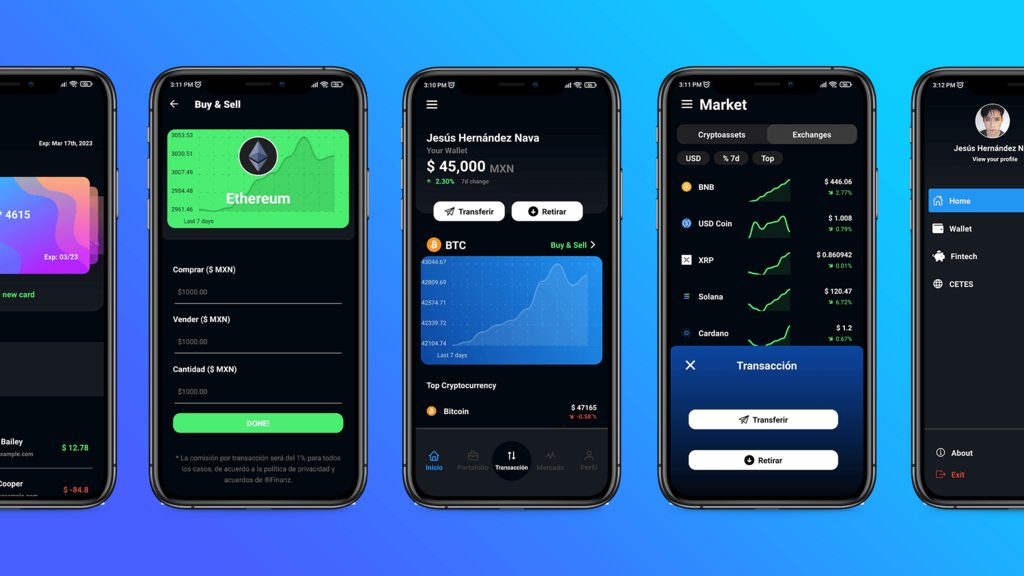 Exp: Mar 17th, 2023
* 4615
Exp: 03/23
new card
Bailey
xample.com
$ 12.78
Cooper
example.com
$ -84.8
3:11 PM
Buy & Sell
3053.53
3030.51
3007.49
2984.48
2961.46
Ethereum
Last 7 days
Comprar ($ MXN)
$1000.00
Vender ($ MXN)
$1000.00
Cantidad ($ MXN)
$1000.00
DONE!
* La comisión por transacción será del 1% para todos
los casos, de acuerdo a la política de privacidad y
acuerdos de ®Finanz.
3:10 PM
Jesús Hernández Nava
Your Wallet
$ 45,000 MXN
2.30% 7d change
Transferir
Retirar
BTC
Buy & Sell
43044.67
42809.69
42574.71
42339.72
42104.74
Last 7 days
Top Cryptocurrency
Bitcoin
$ 47165
-0.58 %
Inicio
Portafolio
Transacción
Mercado
Perfil
3:11 PM
Market
Cryptoassets
Exchanges
USD
% 7d
Top
BNB
$ 446.06
2.77%
USD Coin
$ 1.008
0.79%
XRP
$ 0.860942
0.01%
Solana
$ 120.47
6.72%
Cardano
$ 1.2
0.67%
Transacción
Transferir
Retirar
3:12 PM
Jesús Hernández N
View your profile
Home
Wallet
Fintech
CETES
About
Exit